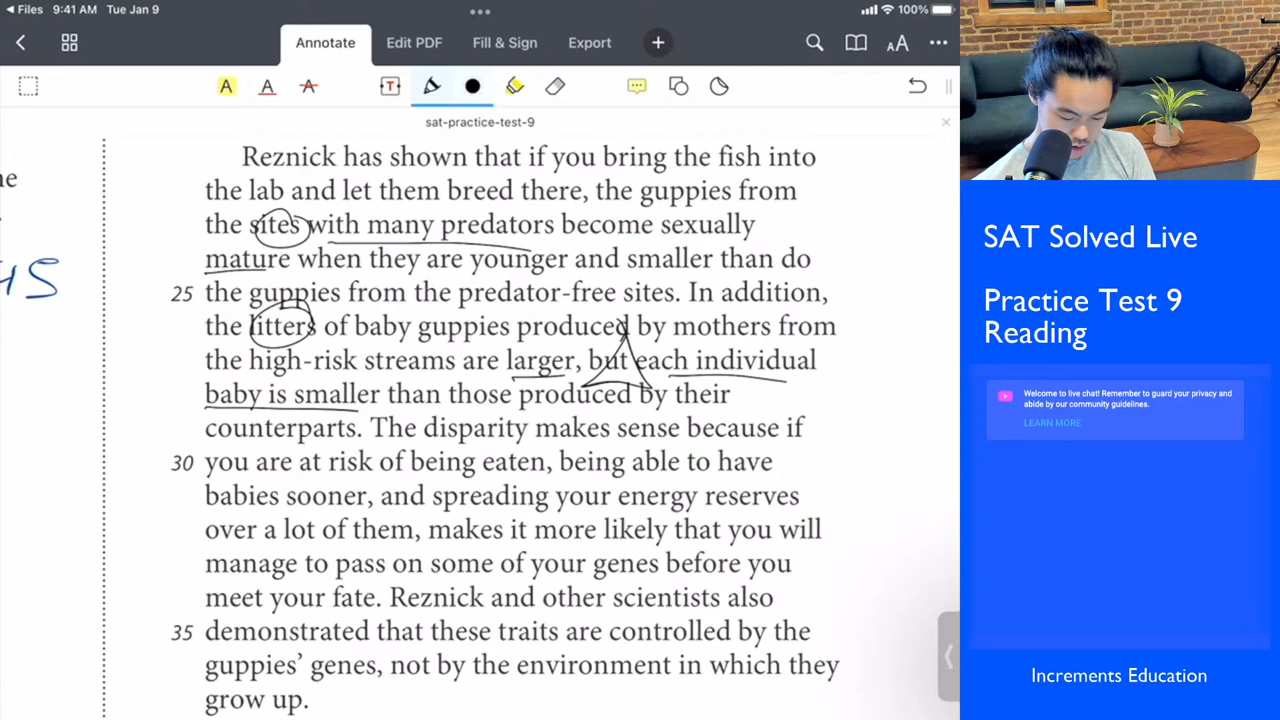 Files 9:41 AM Tue Jan 9 100%
Annotate Edit PDF Fill & Sign Export
sat-practice-test-9
Reznick has shown that if you bring the fish into
the lab and let them breed there, the guppies from
the sites with many predators become sexually
mature when they are younger and smaller than do
25 the guppies from the predator-free sites. In addition,
the litters of baby guppies produced by mothers from
the high-risk streams are larger, but each individual
baby is smaller than those produced by their
counterparts. The disparity makes sense because if
30 you are at risk of being eaten, being able to have
babies sooner, and spreading your energy reserves
over a lot of them, makes it more likely that you will
manage to pass on some of your genes before you
meet your fate. Reznick and other scientists also
35 demonstrated that these traits are controlled by the
guppies’ genes, not by the environment in which they
grow up.
SAT Solved Live
Practice Test 9
Reading
Welcome to live chat! Remember to guard your privacy and
abide by our community guidelines.
LEARN MORE
Increments Education